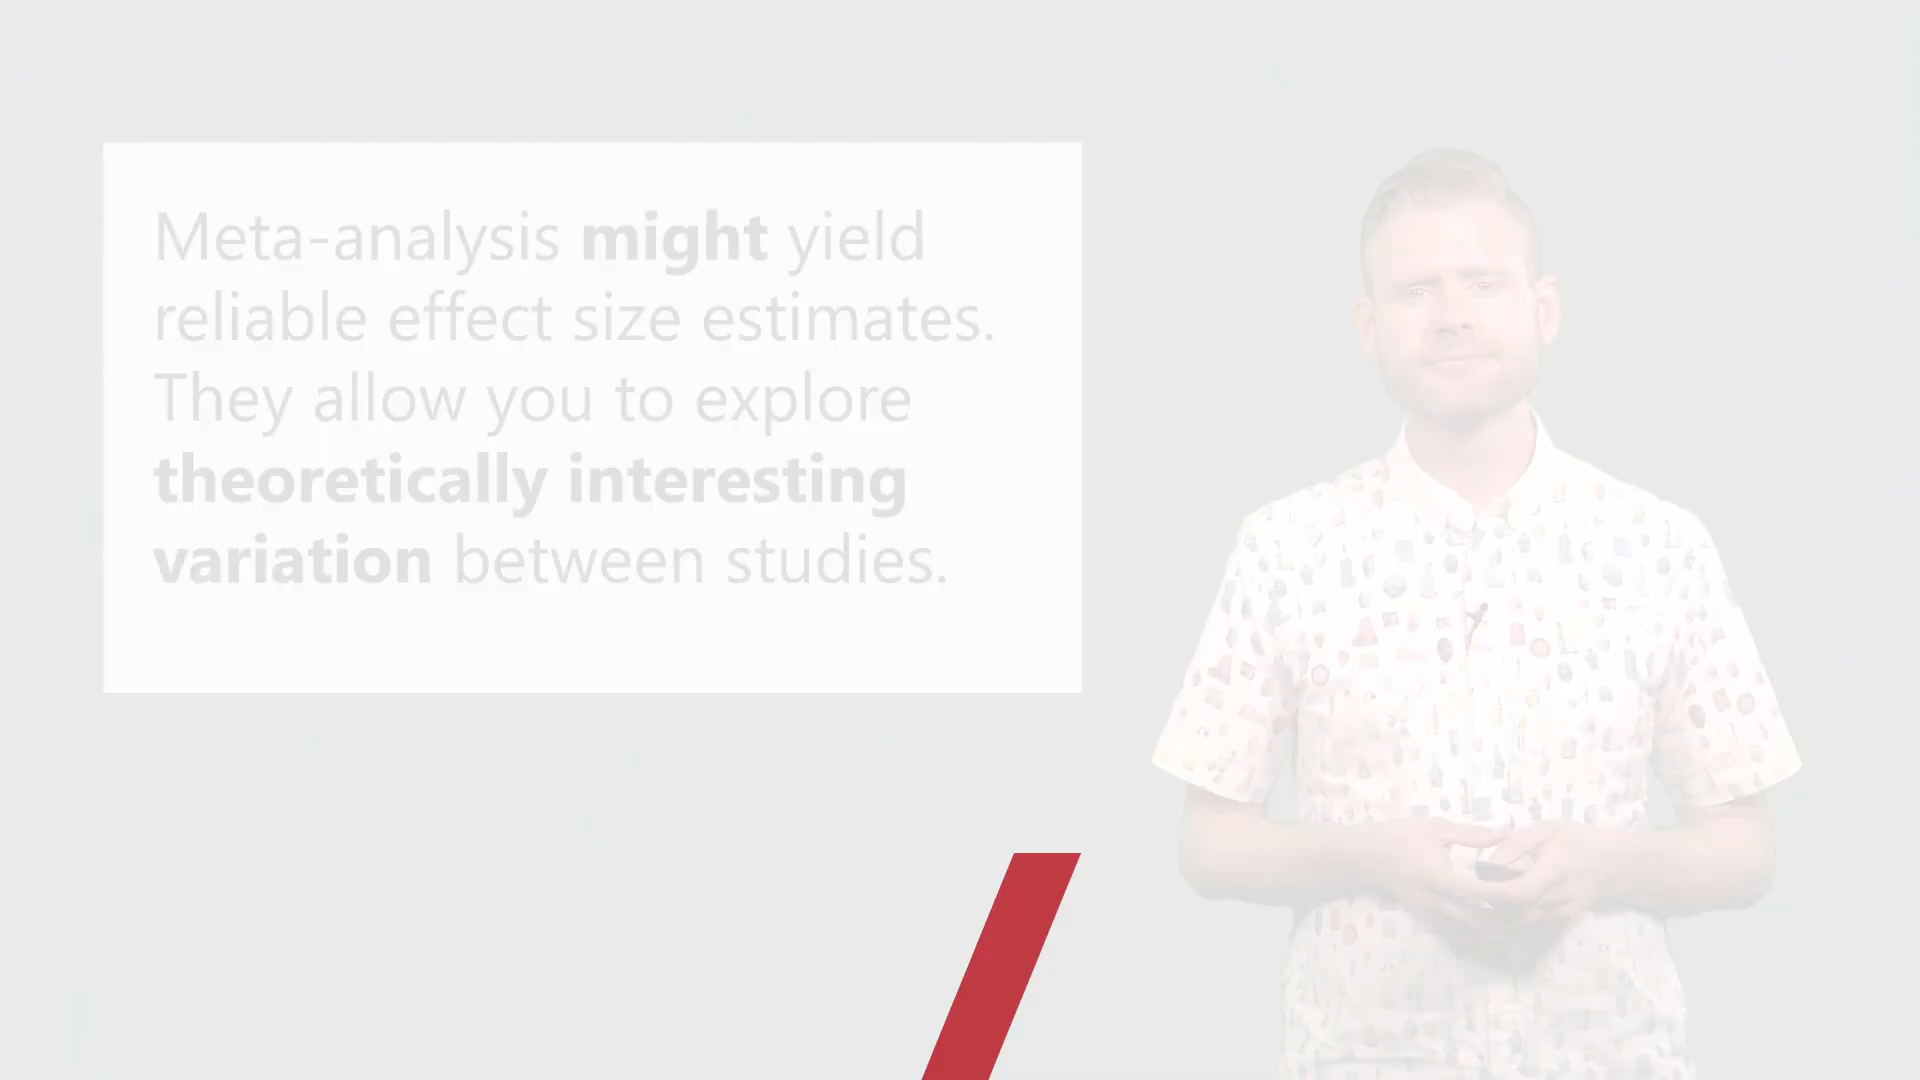 Meta-analysis might yield
reliable effect size estimates.
They allow you to explore
theoretically interesting
variation between studies.